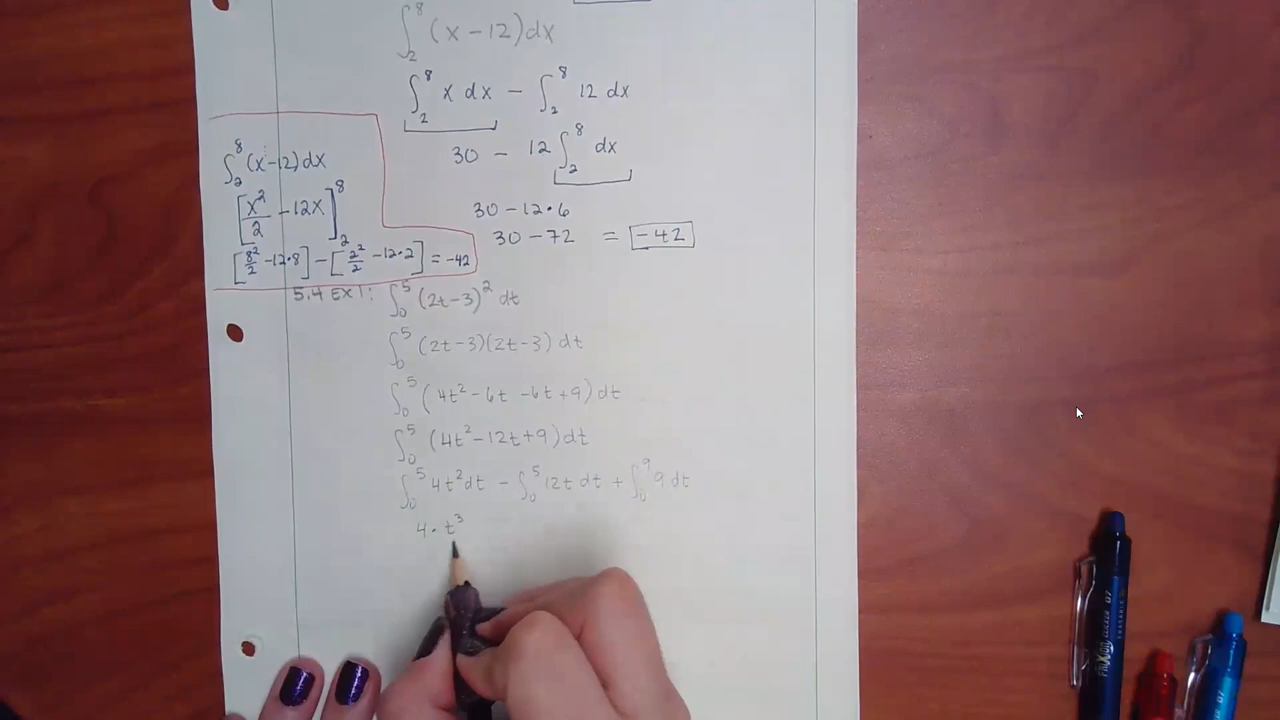 ∫₂⁸ (x − 12) dx
∫₂⁸ x dx − ∫₂⁸ 12 dx
30 − 12 ∫₂⁸ dx
30 − 12 • 6
30 − 72 = −42
∫₂⁸ (x − 12) dx
[x²/2 − 12x]₂⁸
[8²/2 − 12•8] − [2²/2 − 12•2] = −42
5.4 EX 1: ∫₀⁵ (2t − 3)² dt
∫₀⁵ (2t − 3)(2t − 3) dt
∫₀⁵ (4t² − 6t − 6t + 9) dt
∫₀⁵ (4t² − 12t + 9) dt
∫₀⁵ 4t² dt − ∫₀⁵ 12t dt + ∫₀⁹ 9 dt
4 • t³